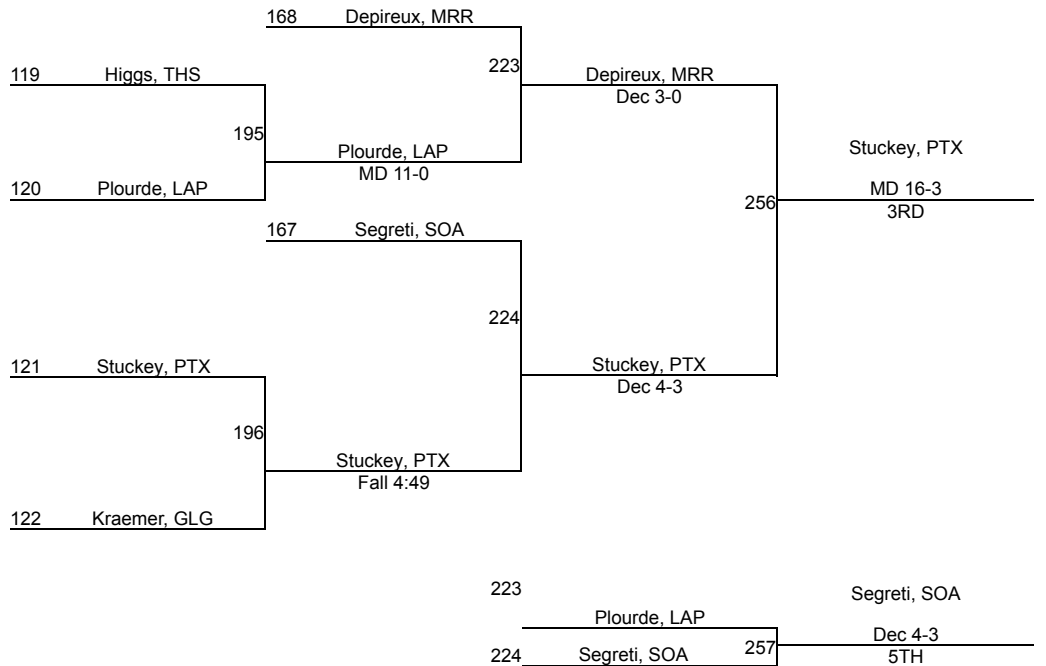 168 Depireux, MRR
223
119 Higgs, THS
Depireux, MRR
Dec 3-0
195
Plourde, LAP
MD 11-0
Stuckey, PTX
120 Plourde, LAP
MD 16-3
256
3RD
167 Segreti, SOA
224
121 Stuckey, PTX
Stuckey, PTX
Dec 4-3
196
Stuckey, PTX
Fall 4:49
122 Kraemer, GLG
223
Segreti, SOA
Plourde, LAP
Dec 4-3
257
224 Segreti, SOA
5TH